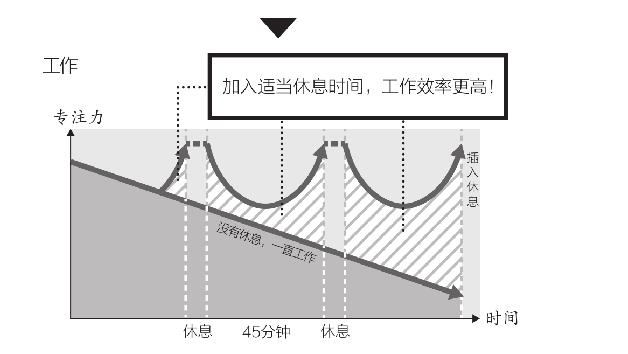 工作
加入适当休息时间，工作效率更高！
专注力
插入休息
没有休息，一直工作
时间
休息
45分钟
休息